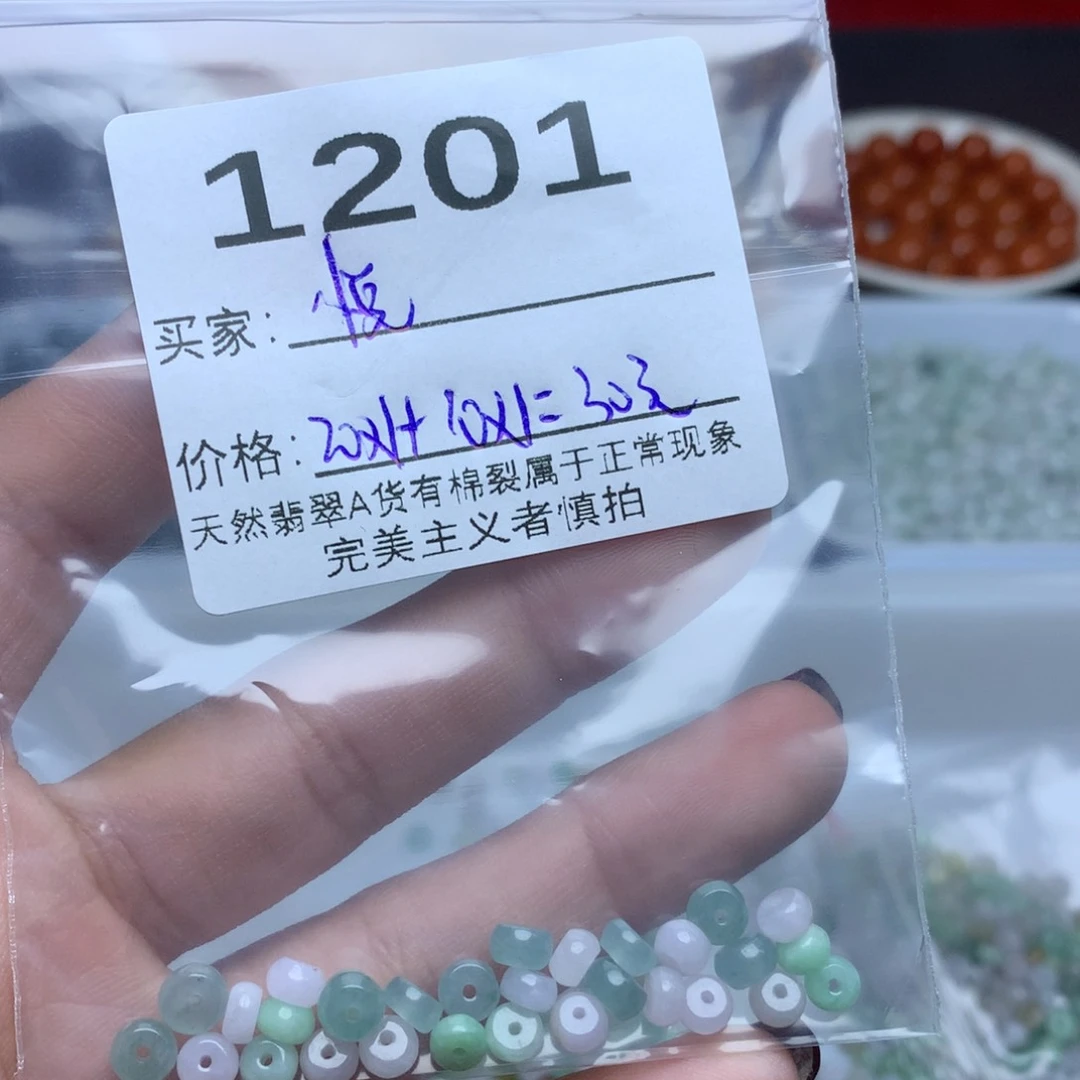 1201
买家: 悦
价格: 20x1+10x1=30元
天然翡翠A货有棉裂属于正常现象
完美主义者慎拍